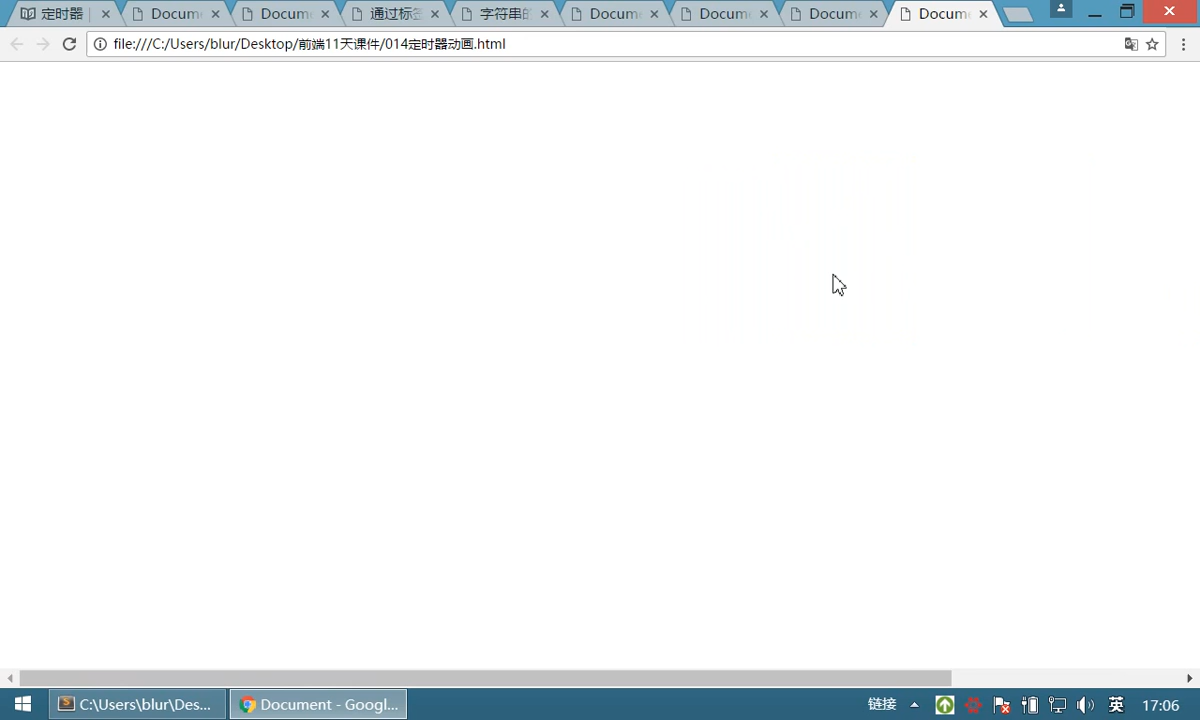 定时器
Docum
Docum
通过标签
字符串的
Docum
Docum
Docum
Docum
file:///C:/Users/blur/Desktop/前端11天课件/014定时器动画.html
C:\Users\blur\Des...
Document - Googl...
链接
英
17:06